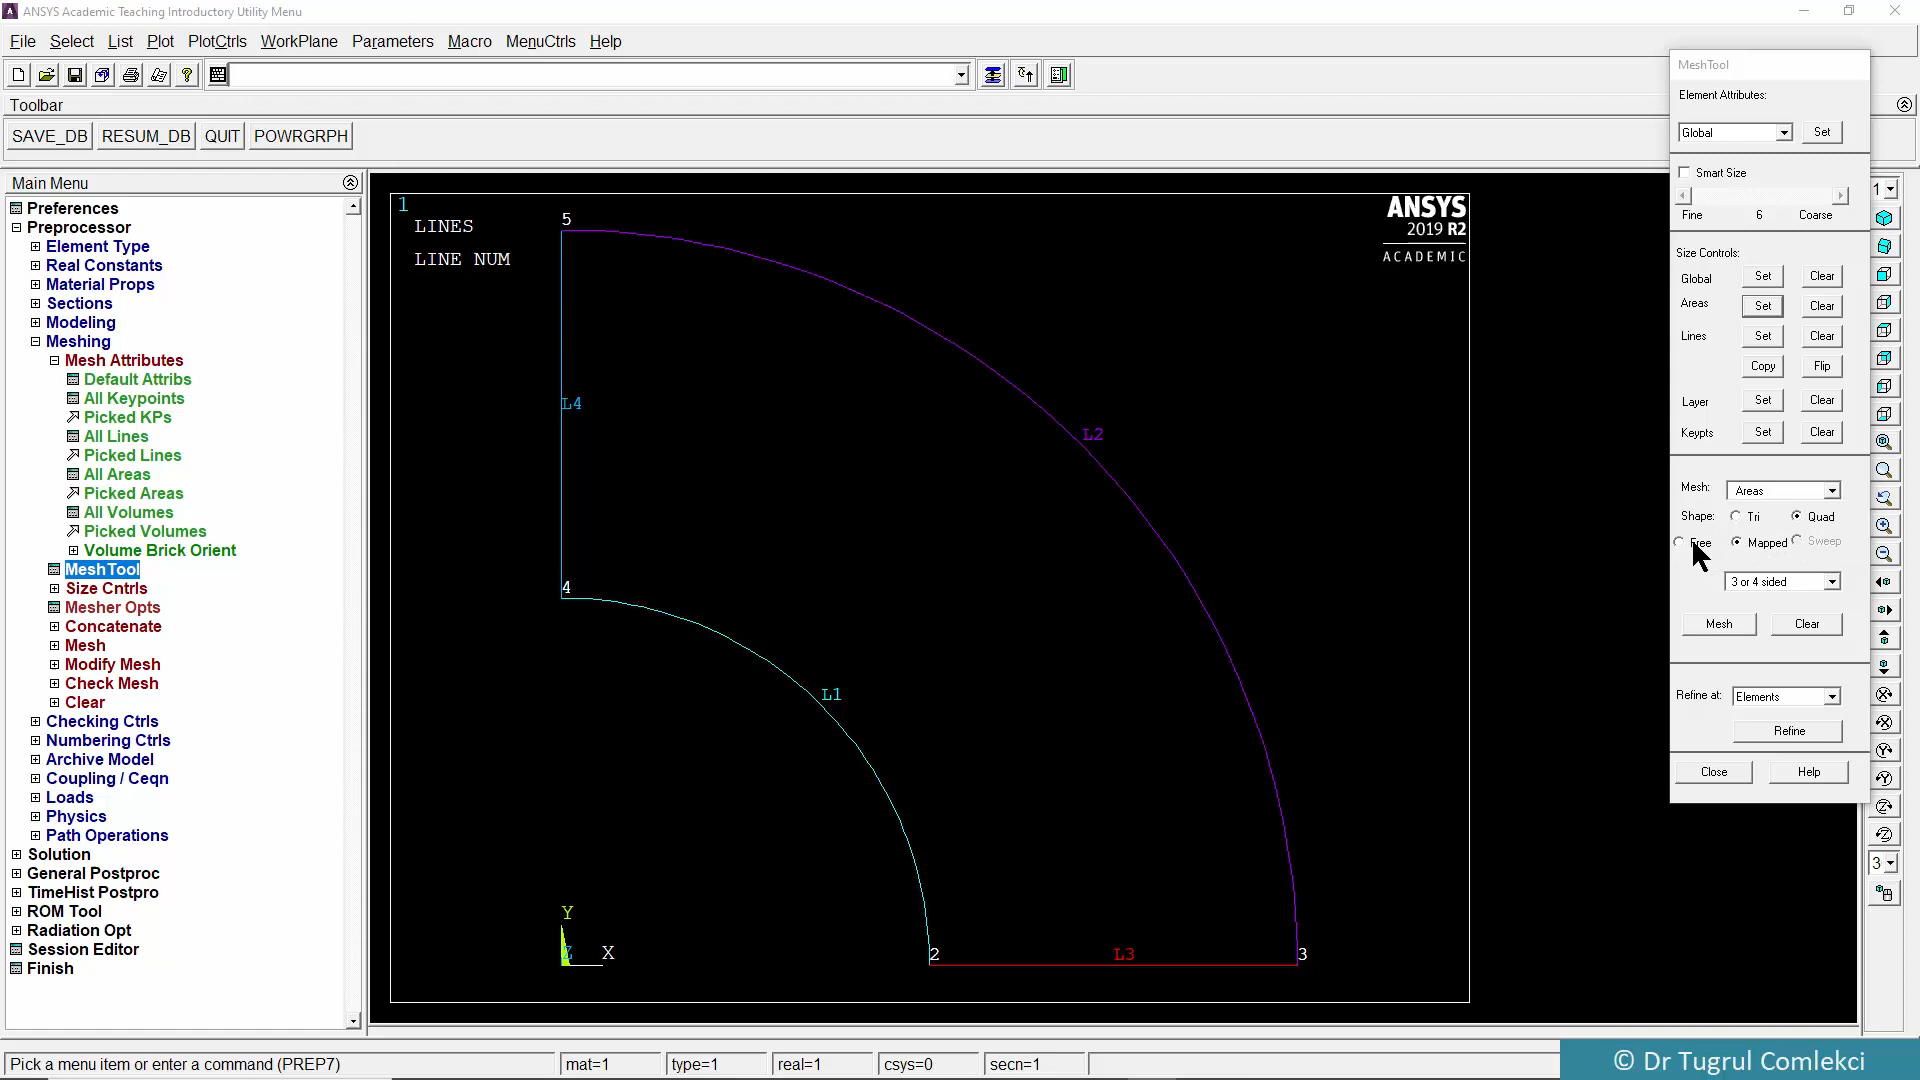 ANSYS Academic Teaching Introductory Utility Menu
File Select List Plot PlotCtrls WorkPlane Parameters Macro MenuCtrls Help
Toolbar
SAVE_DB RESUM_DB QUIT POWRGRPH
Main Menu
Preferences
Preprocessor
Element Type
Real Constants
Material Props
Sections
Modeling
Meshing
Mesh Attributes
Default Attribs
All Keypoints
Picked KPs
All Lines
Picked Lines
All Areas
Picked Areas
All Volumes
Picked Volumes
Volume Brick Orient
MeshTool
Size Cntrls
Mesher Opts
Concatenate
Mesh
Modify Mesh
Check Mesh
Clear
Checking Ctrls
Numbering Ctrls
Archive Model
Coupling / Ceqn
Loads
Physics
Path Operations
Solution
General Postproc
TimeHist Postpro
ROM Tool
Radiation Opt
Session Editor
Finish
1
LINES
LINE NUM
ANSYS
2019 R2
ACADEMIC
5
L4
L2
4
L1
Y
Z X
2 L3 3
MeshTool
Element Attributes:
Global Set
Smart Size
Fine 6 Coarse
Size Controls:
Global Set Clear
Areas Set Clear
Lines Set Clear
Copy Flip
Layer Set Clear
Keypts Set Clear
Mesh: Areas
Shape: Tri Quad
Free Mapped Sweep
3 or 4 sided
Mesh Clear
Refine at: Elements
Refine
Close Help
1
3
Pick a menu item or enter a command (PREP7) mat=1 type=1 real=1 csys=0 secn=1
© Dr Tugrul Comlekci